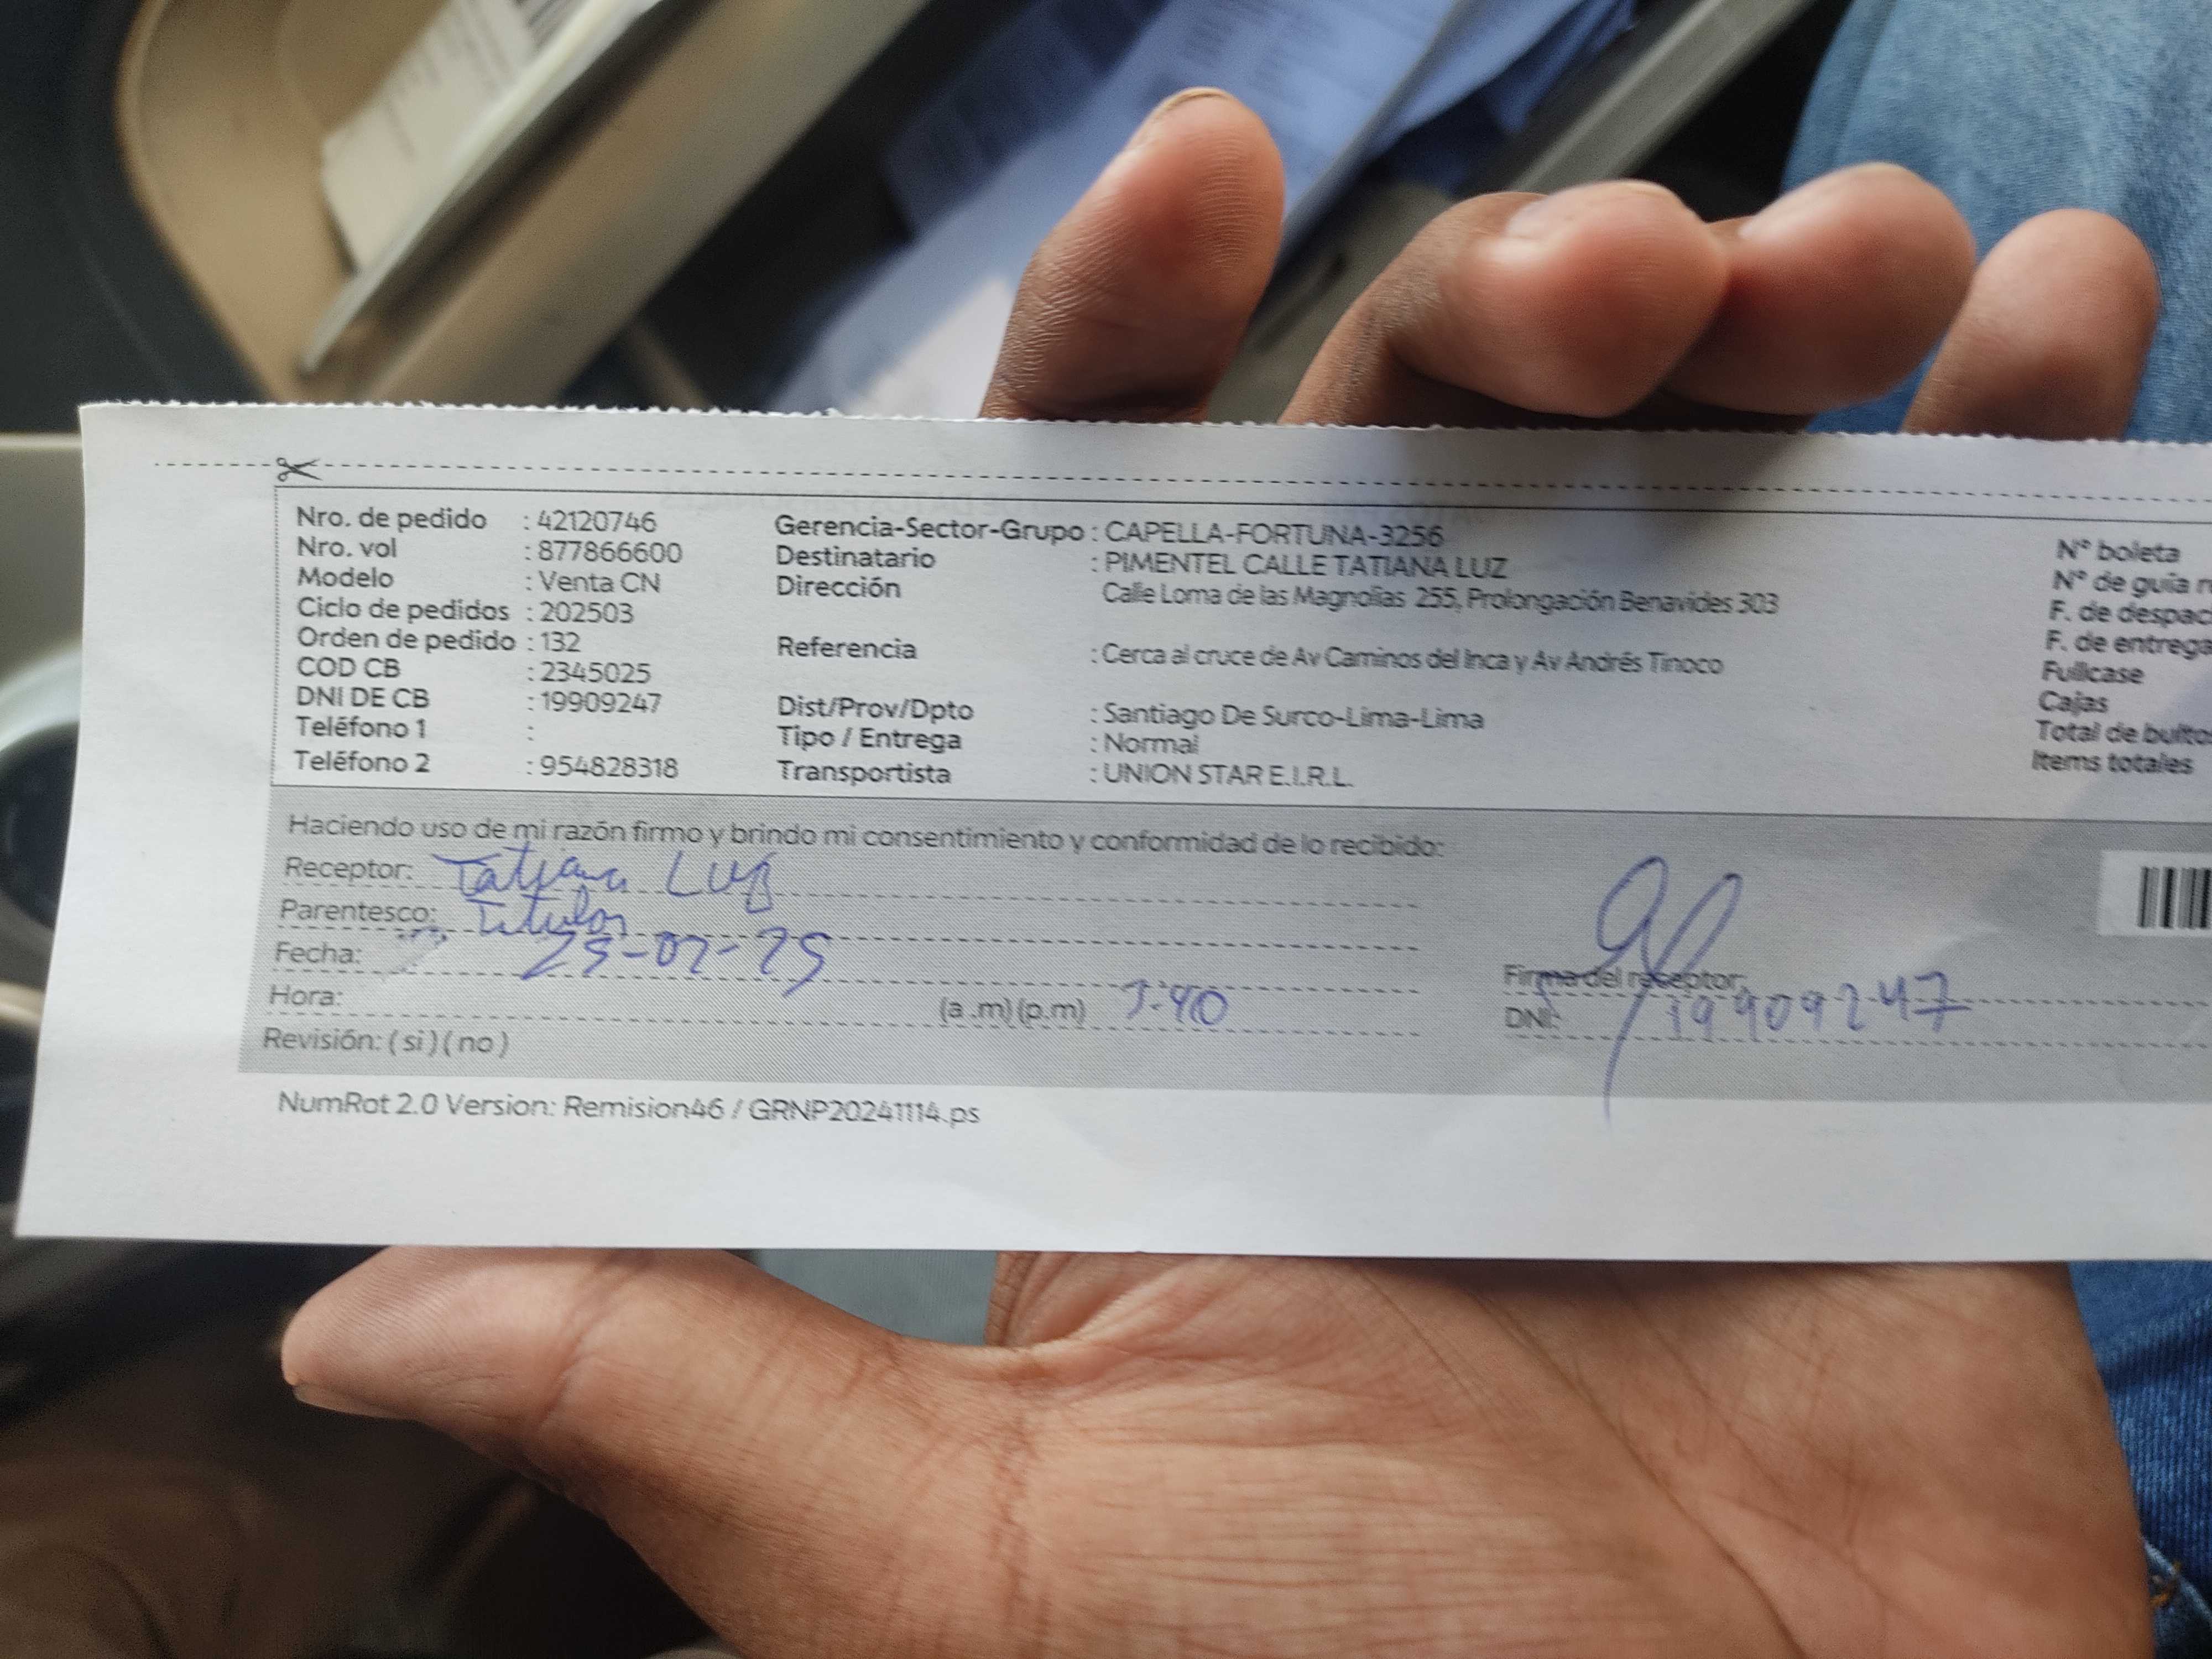 Nro. de pedido : 42120746
Nro. vol : 877866600
Modelo : Venta CN
Ciclo de pedidos : 202503
Orden de pedido : 132
COD CB : 2345025
DNI DE CB : 19909247
Teléfono 1 :
Teléfono 2 : 954828318
Gerencia-Sector-Grupo : CAPELLA-FORTUNA-3256
Destinatario : PIMENTEL CALLE TATIANA LUZ
Dirección Calle Loma de las Magnolias 255, Prolongación Benavides 303
Referencia : Cerca al cruce de Av Caminos del Inca y Av Andrés Tinoco
Dist/Prov/Dpto : Santiago De Surco-Lima-Lima
Tipo / Entrega : Normal
Transportista : UNION STAR E.I.R.L.
N° boleta
N° de guía
F. de
F. de
Fullcase
Cajas
Total de
Items totales
Haciendo uso de mi razón firmo y brindo mi consentimiento y conformidad de lo recibido:
Receptor: Tatiana Luz
Parentesco: Titular
Fecha: 25-02-25
Hora: (a .m) (p.m) :40
Revisión: ( si ) ( no )
Firma del receptor
DNI: 19909247
NumRot 2.0 Version: Remision46 / GRNP20241114.ps